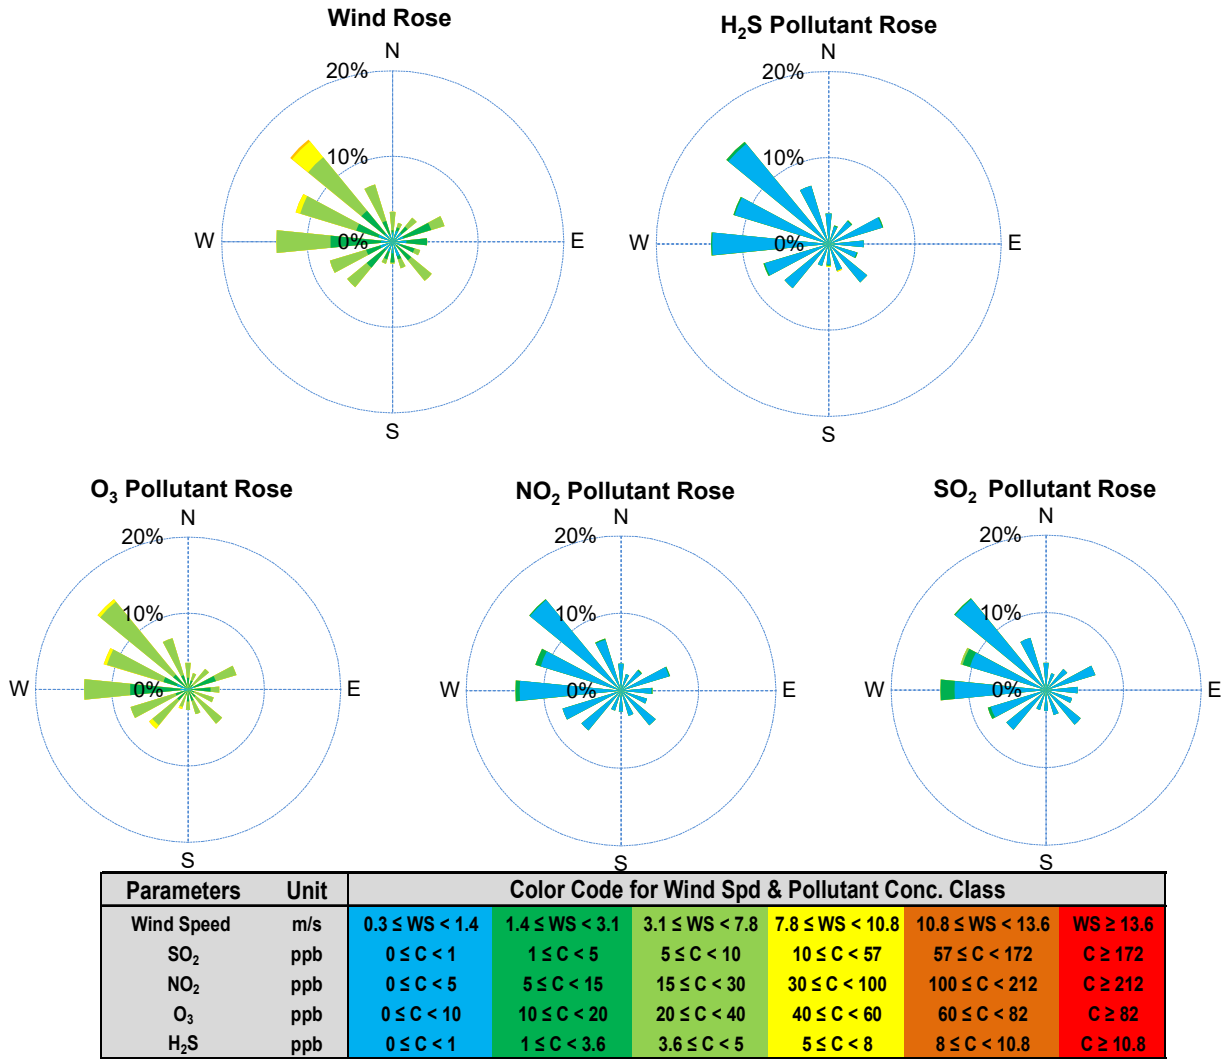 Wind Rose
H₂S Pollutant Rose
N
20%
10%
W
0%
E
S
N
20%
10%
W
0%
E
S
O₃ Pollutant Rose
NO₂ Pollutant Rose
SO₂ Pollutant Rose
N
20%
10%
W
0%
E
S
N
20%
10%
W
0%
E
S
N
20%
10%
W
0%
E
S
Parameters Unit Color Code for Wind Spd & Pollutant Conc. Class
Wind Speed m/s 0.3 ≤ WS < 1.4 1.4 ≤ WS < 3.1 3.1 ≤ WS < 7.8 7.8 ≤ WS < 10.8 10.8 ≤ WS < 13.6 WS ≥ 13.6
SO₂ ppb 0 ≤ C < 1 1 ≤ C < 5 5 ≤ C < 10 10 ≤ C < 57 57 ≤ C < 172 C ≥ 172
NO₂ ppb 0 ≤ C < 5 5 ≤ C < 15 15 ≤ C < 30 30 ≤ C < 100 100 ≤ C < 212 C ≥ 212
O₃ ppb 0 ≤ C < 10 10 ≤ C < 20 20 ≤ C < 40 40 ≤ C < 60 60 ≤ C < 82 C ≥ 82
H₂S ppb 0 ≤ C < 1 1 ≤ C < 3.6 3.6 ≤ C < 5 5 ≤ C < 8 8 ≤ C < 10.8 C ≥ 10.8